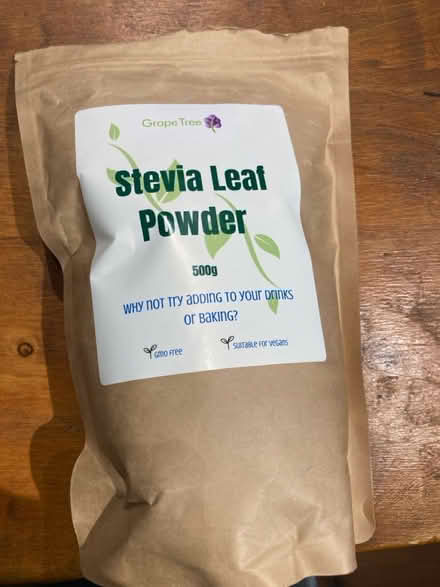 Grape Tree
Stevia Leaf
Powder
500g
WHY NOT TRY ADDING TO YOUR DRINKS
OR BAKING?
GMO FREE
SUITABLE FOR VEGANS